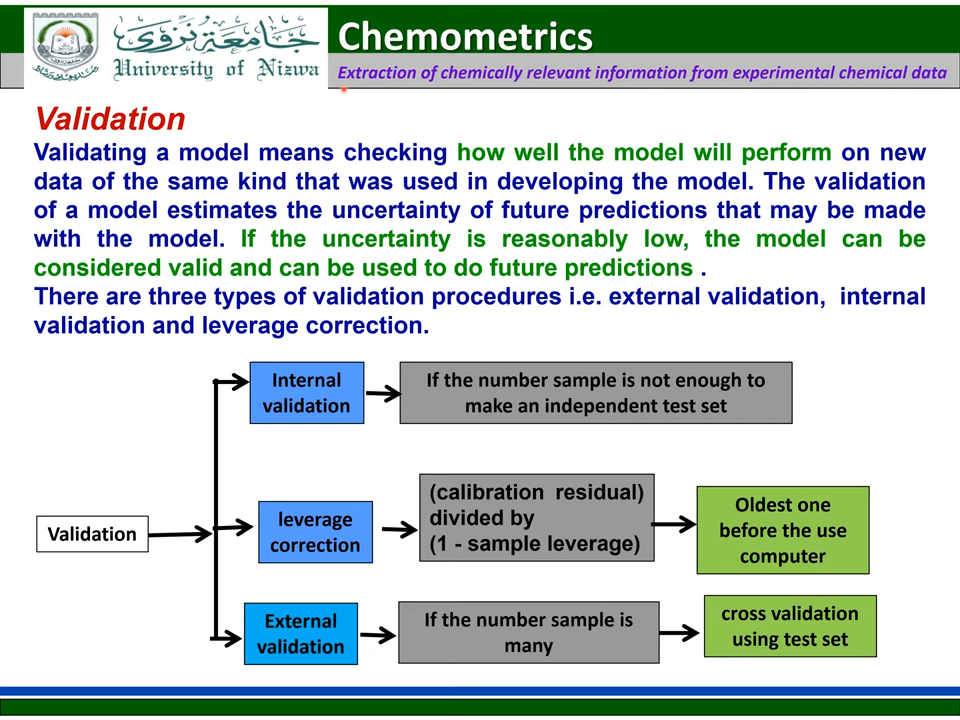 جامعة نزوى
University of Nizwa
Chemometrics
Extraction of chemically relevant information from experimental chemical data
Validation
Validating a model means checking how well the model will perform on new
data of the same kind that was used in developing the model. The validation
of a model estimates the uncertainty of future predictions that may be made
with the model. If the uncertainty is reasonably low, the model can be
considered valid and can be used to do future predictions .
There are three types of validation procedures i.e. external validation, internal
validation and leverage correction.
Internal
validation
If the number sample is not enough to
make an independent test set
Validation
leverage
correction
(calibration residual)
divided by
(1 - sample leverage)
Oldest one
before the use
computer
External
validation
If the number sample is
many
cross validation
using test set